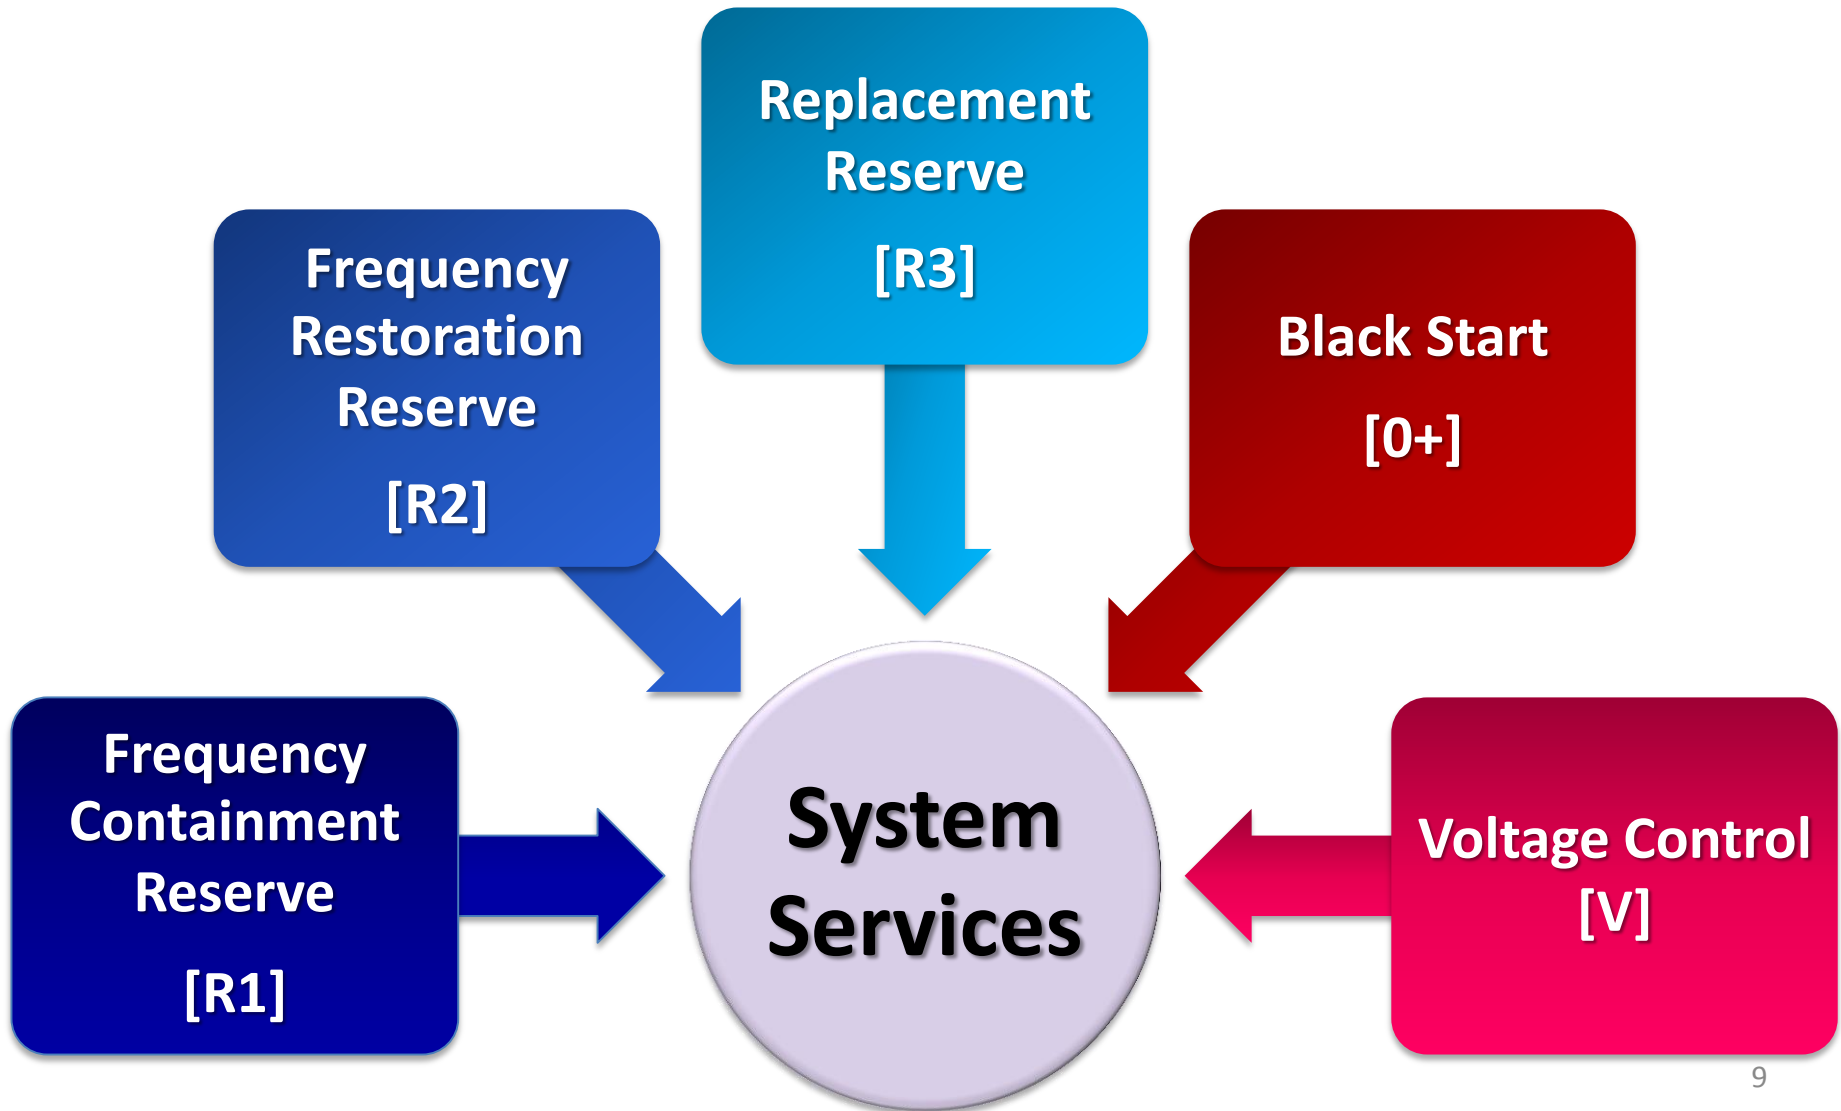 Replacement
Reserve
[R3]
Frequency
Restoration
Reserve
[R2]
Black Start
[0+]
Frequency
Containment
Reserve
[R1]
System
Services
Voltage Control
[V]
9